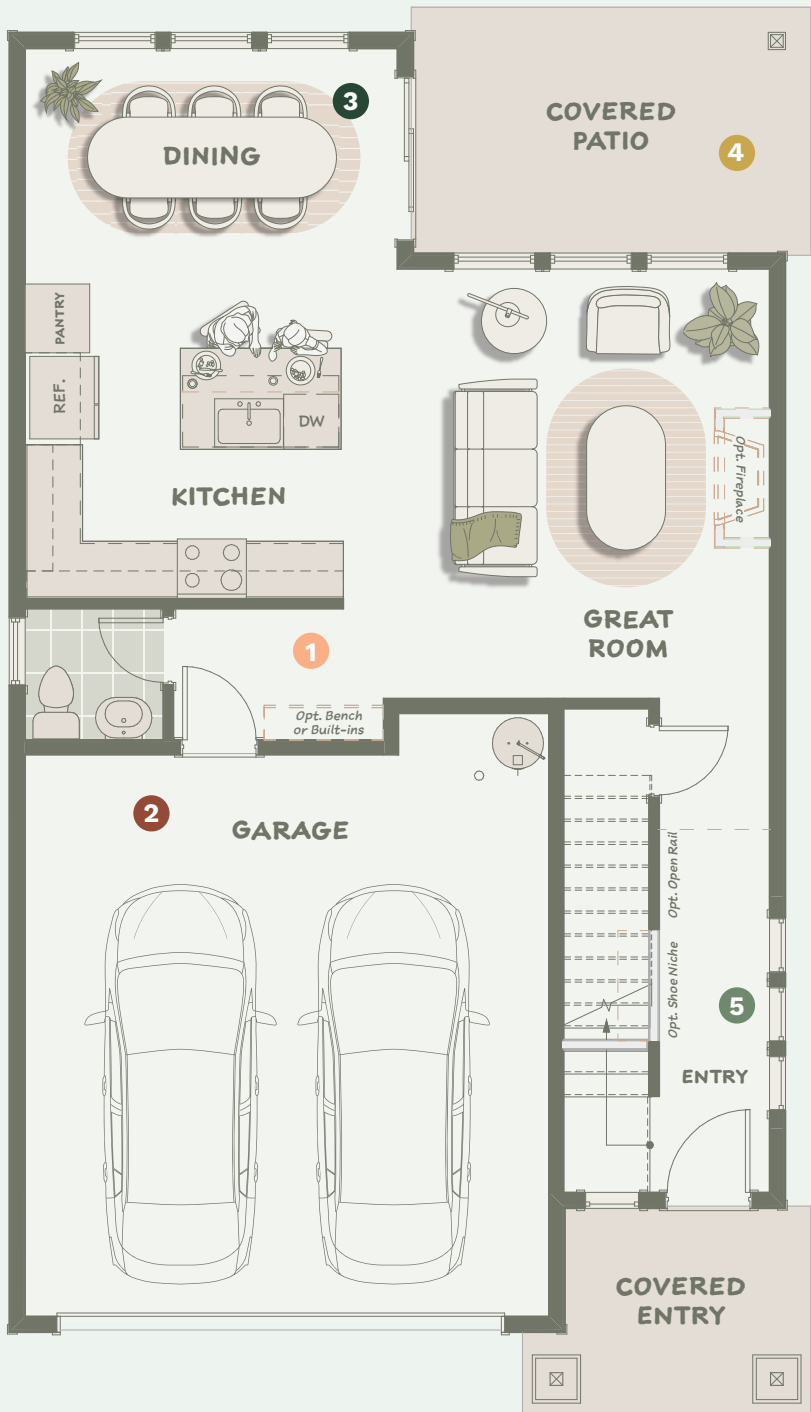 3
DINING
COVERED
PATIO
4
PANTRY
REF.
DW
KITCHEN
Opt. Fireplace
GREAT
ROOM
1
Opt. Bench
or Built-ins
2
GARAGE
Opt. Open Rail
Opt. Shoe Niche
5
ENTRY
COVERED
ENTRY